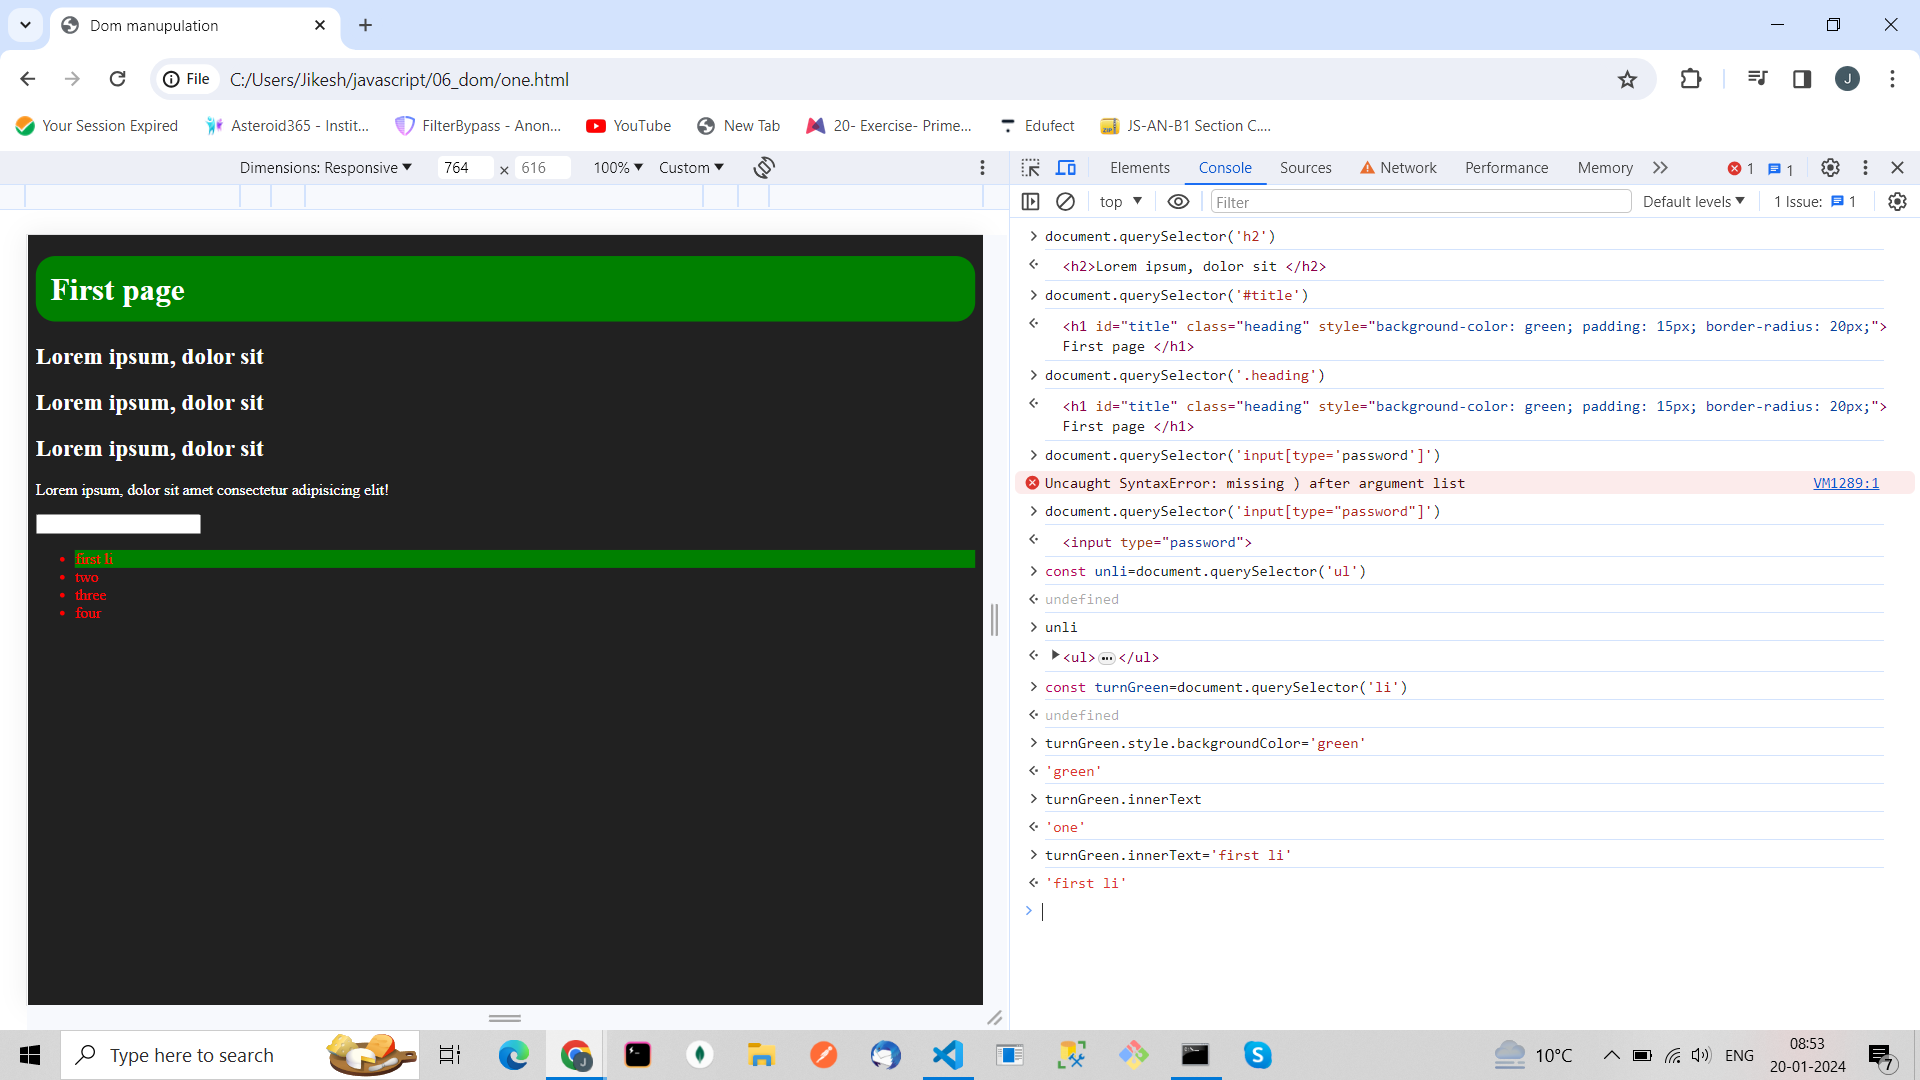 Dom manupulation
File C:/Users/Jikesh/javascript/06_dom/one.html J
Your Session Expired Asteroid365 - Instit... FilterBypass - Anon... YouTube New Tab 20- Exercise- Prime... Edufect JS-AN-B1 Section C....
Dimensions: Responsive 764 x 616 100% Custom
Elements Console Sources Network Performance Memory 1 1
top Filter Default levels 1 Issue: 1
First page
Lorem ipsum, dolor sit
Lorem ipsum, dolor sit
Lorem ipsum, dolor sit
Lorem ipsum, dolor sit amet consectetur adipisicing elit!
first li
two
three
four
document.querySelector('h2')
<h2>Lorem ipsum, dolor sit </h2>
document.querySelector('#title')
<h1 id="title" class="heading" style="background-color: green; padding: 15px; border-radius: 20px;">
First page </h1>
document.querySelector('.heading')
<h1 id="title" class="heading" style="background-color: green; padding: 15px; border-radius: 20px;">
First page </h1>
document.querySelector('input[type='password']')
Uncaught SyntaxError: missing ) after argument list VM1289:1
document.querySelector('input[type="password"]')
<input type="password">
const unli=document.querySelector('ul')
undefined
unli
<ul>…</ul>
const turnGreen=document.querySelector('li')
undefined
turnGreen.style.backgroundColor='green'
'green'
turnGreen.innerText
'one'
turnGreen.innerText='first li'
'first li'
Type here to search
10°C ENG 08:53
20-01-2024 7